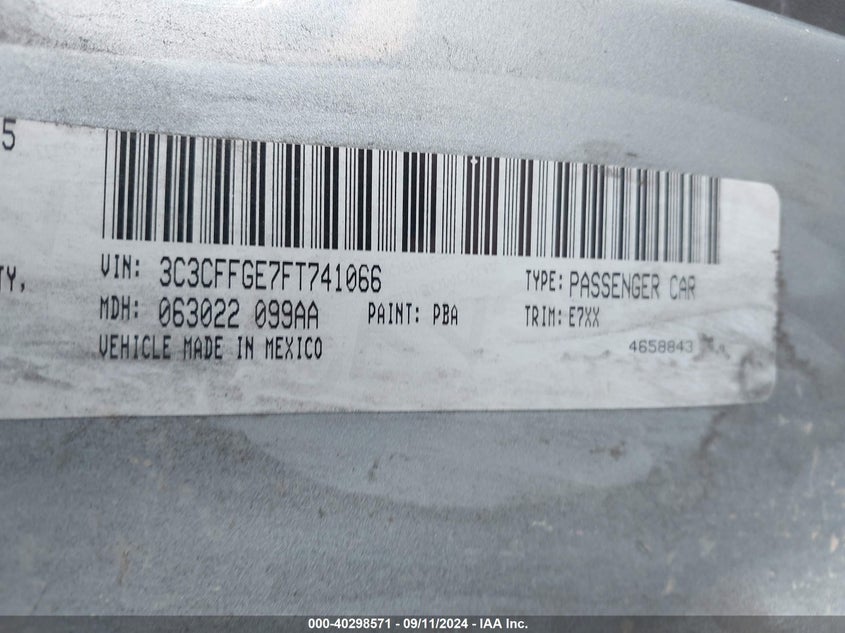 5
TY,
VIN: 3C3CFFGE7FT741066 TYPE: PASSENGER CAR
MDH: 063022 099AA PAINT: PBA TRIM: E7XX
VEHICLE MADE IN MEXICO 4658843
000-40298571 - 09/11/2024 - IAA Inc.